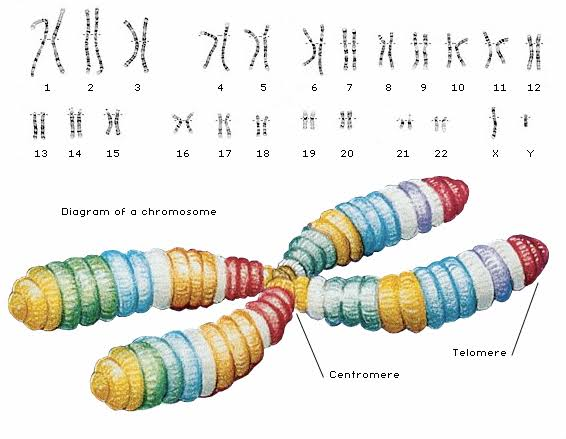 1 2 3 4 5 6 7 8 9 10 11 12
13 14 15 16 17 18 19 20 21 22 X Y
Diagram of a chromosome
Telomere
Centromere